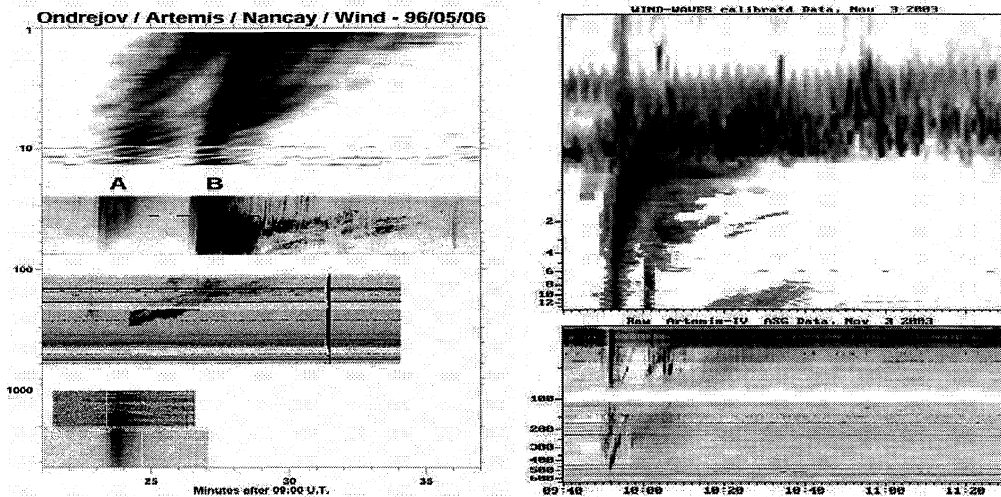 Ondrejov / Artemis / Nancay / Wind - 96/05/06
1
10
A B
100
1000
25 30 35
Minutes after 09:00 U.T.
WIND-WAVES calibratd Data, Nov 3 2003
2
4
6
8
10
12
Raw Artemis-IV ASG Data, Nov 3 2003
100
200
300
400
500
600
09:40 10:00 10:20 10:40 11:00 11:20